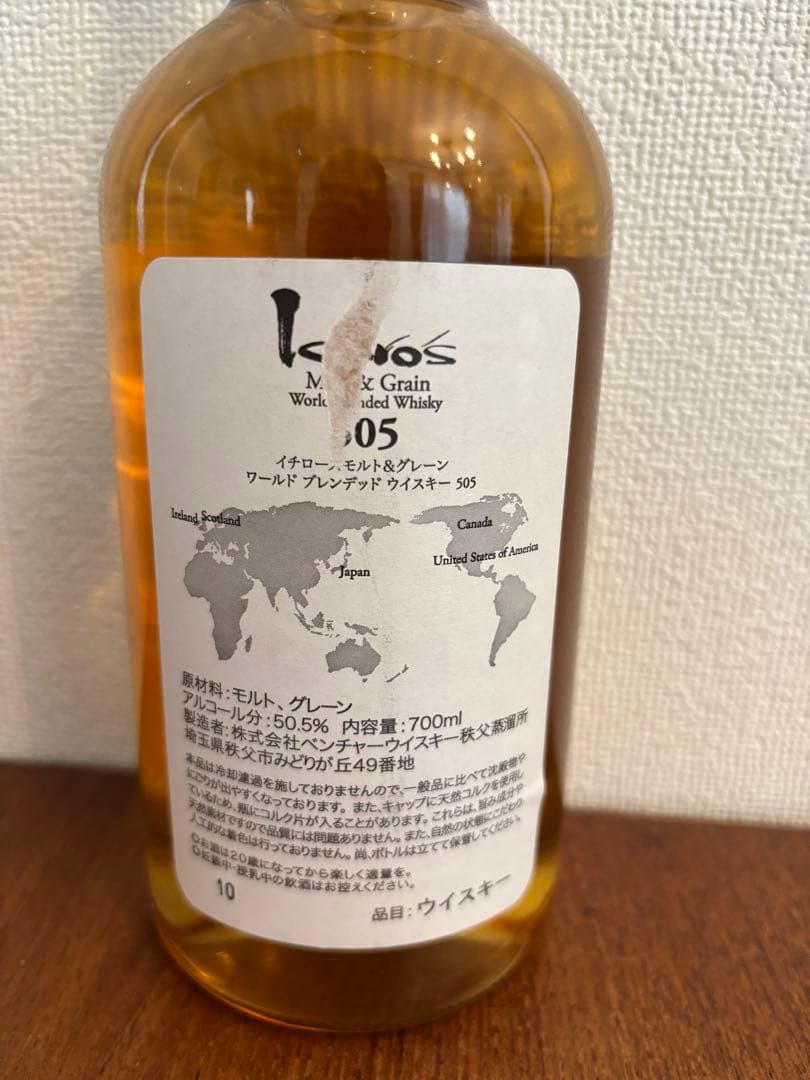 & Grain
Whisky
505
イチローズモルト&グレーン
ワールド ブレンデッド ウイスキー 505
Ireland Scotland
Canada
United States of America
Japan
原材料:モルト、グレーン
アルコール分:50.5% 内容量:700ml
製造者:株式会社ベンチャーウイスキー秩父蒸溜所
埼玉県秩父市みどりが丘49番地
本品は冷却濾過を施しておりませんので、一般品に比べて沈殿物や
にごりが出やすくなっております。また、キャップに天然コルクを使用し
ているため、瓶にコルク片が入ることがあります。これらは、旨み成分や
天然素材ですので品質には問題ありません。また、自然の状態にこだわり
人工的な着色は行っておりません。尚、ボトルは立てて保管してください。
◎お酒は20歳になってから楽しく適量を。
◎妊娠中・授乳中の飲酒はお控えください。
10
品目:ウイスキー